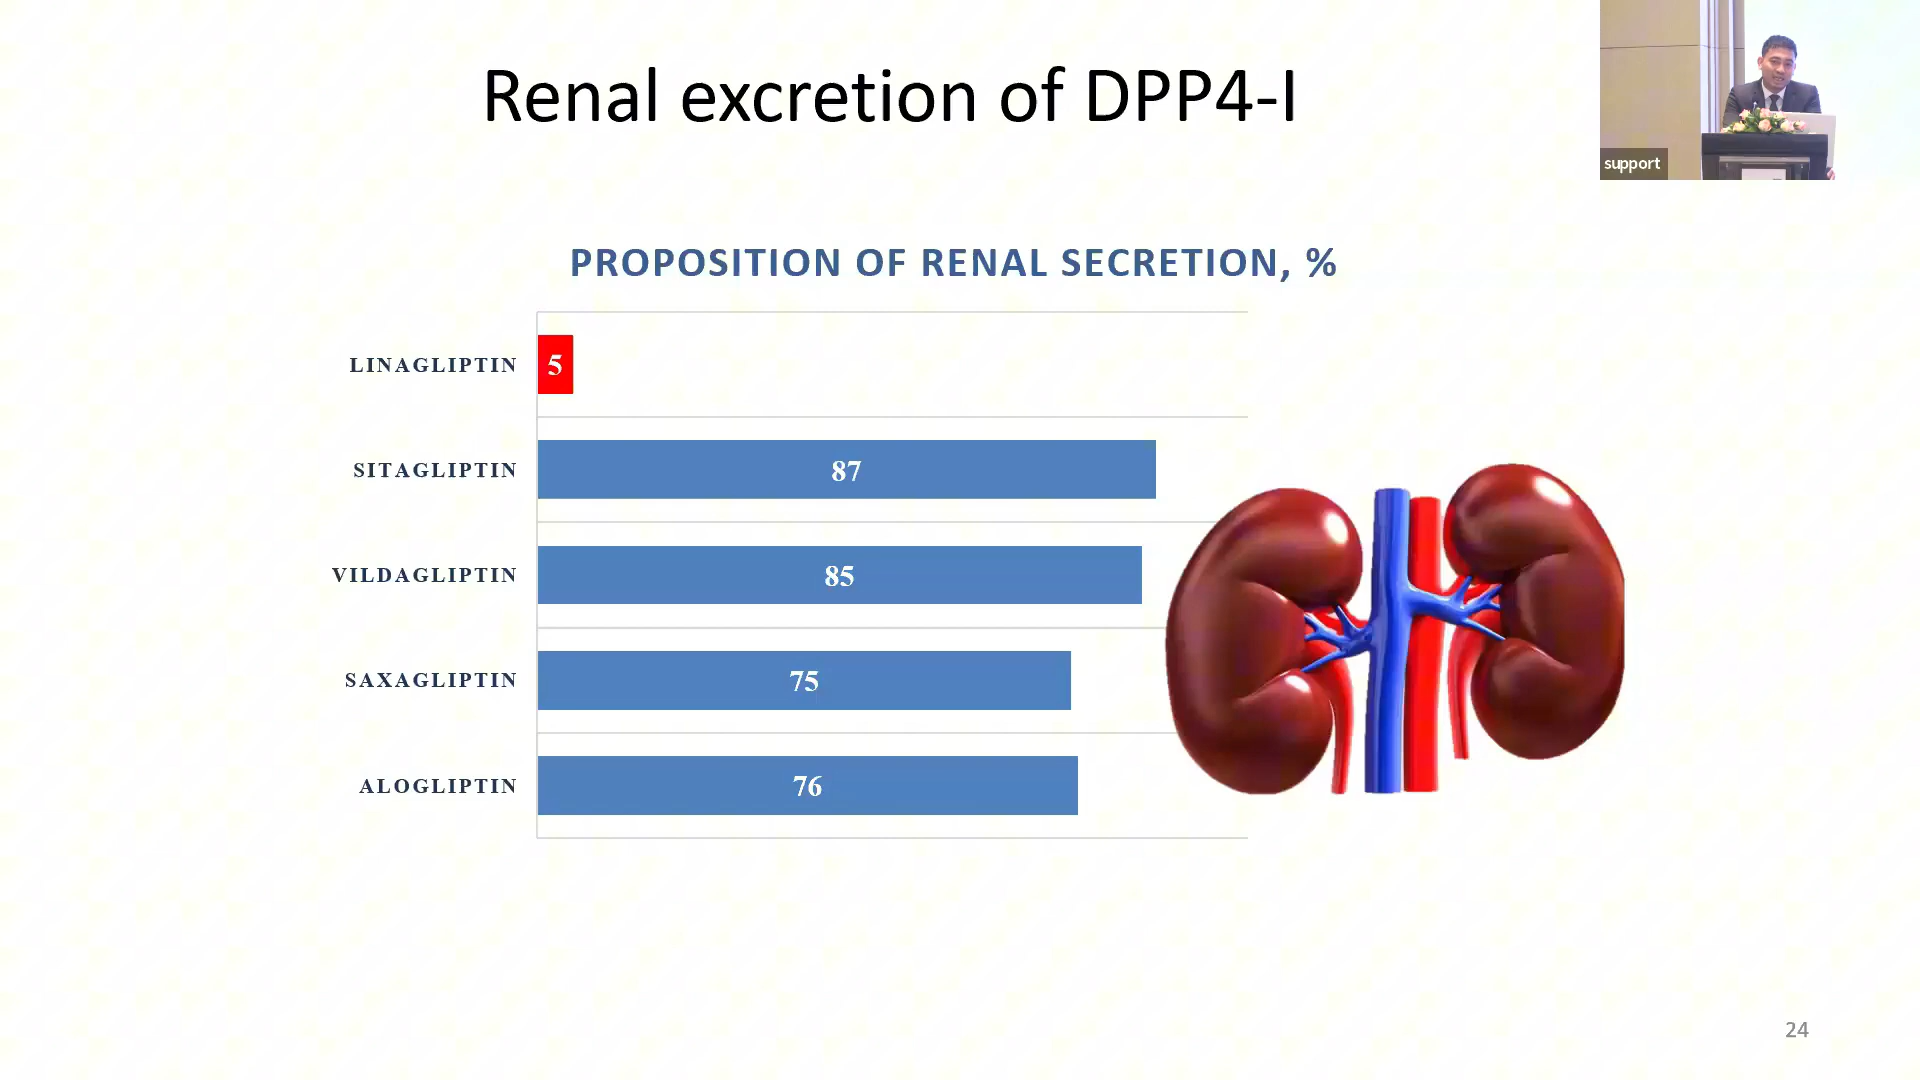 Renal excretion of DPP4-I
support
PROPOSITION OF RENAL SECRETION, %
LINAGLIPTIN 5
SITAGLIPTIN 87
VILDAGLIPTIN 85
SAXAGLIPTIN 75
ALOGLIPTIN 76
24